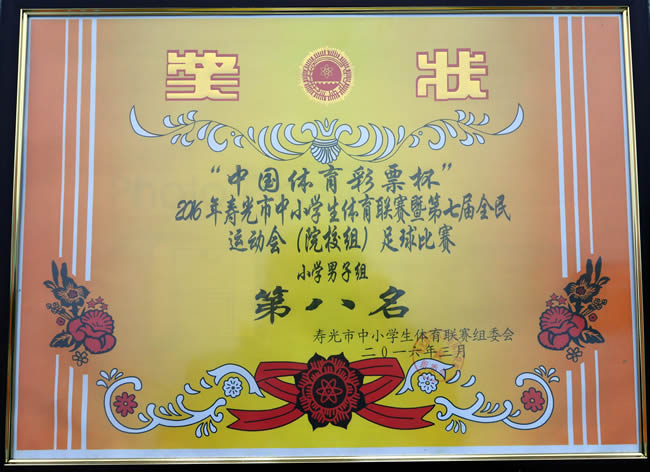 奖 状
“中国体育彩票杯”
2016年寿光市中小学生体育联赛暨第七届全民
运动会（院校组）足球比赛
小学男子组
第八名
寿光市中小学生体育联赛组委会
二〇一六年三月